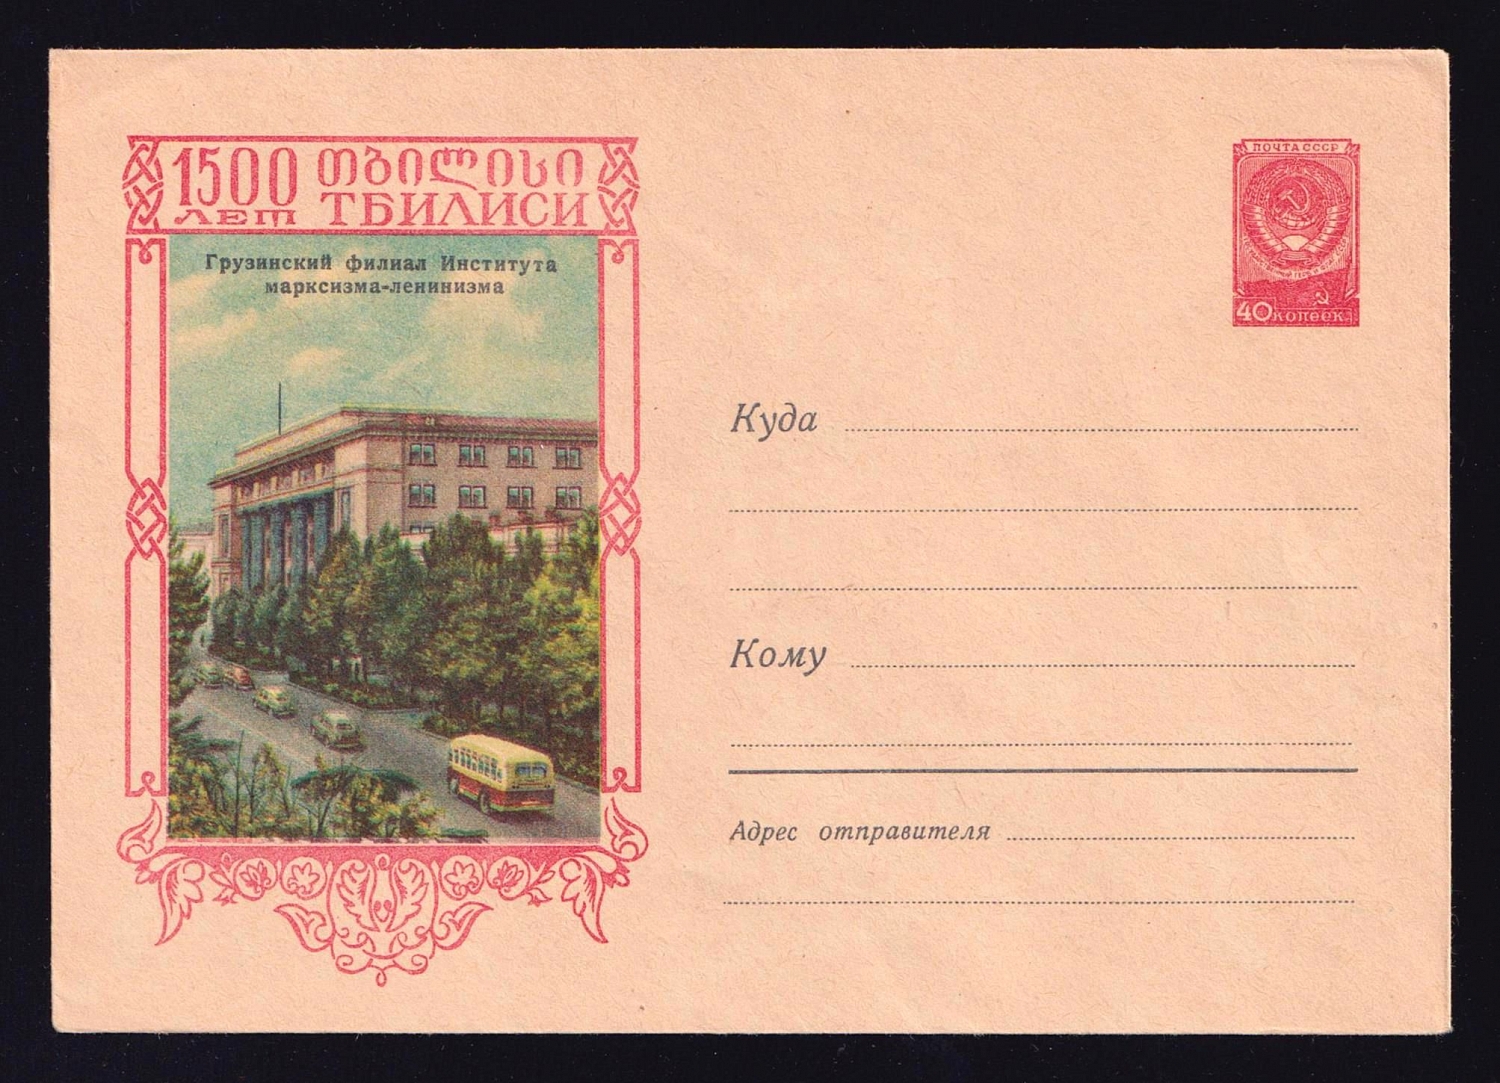 1500 თბილისი
ЛЕТ ТБИЛИСИ
Грузинский филиал Института
марксизма-ленинизма
ПОЧТА СССР
40 копеек
Куда
Кому
Адрес отправителя